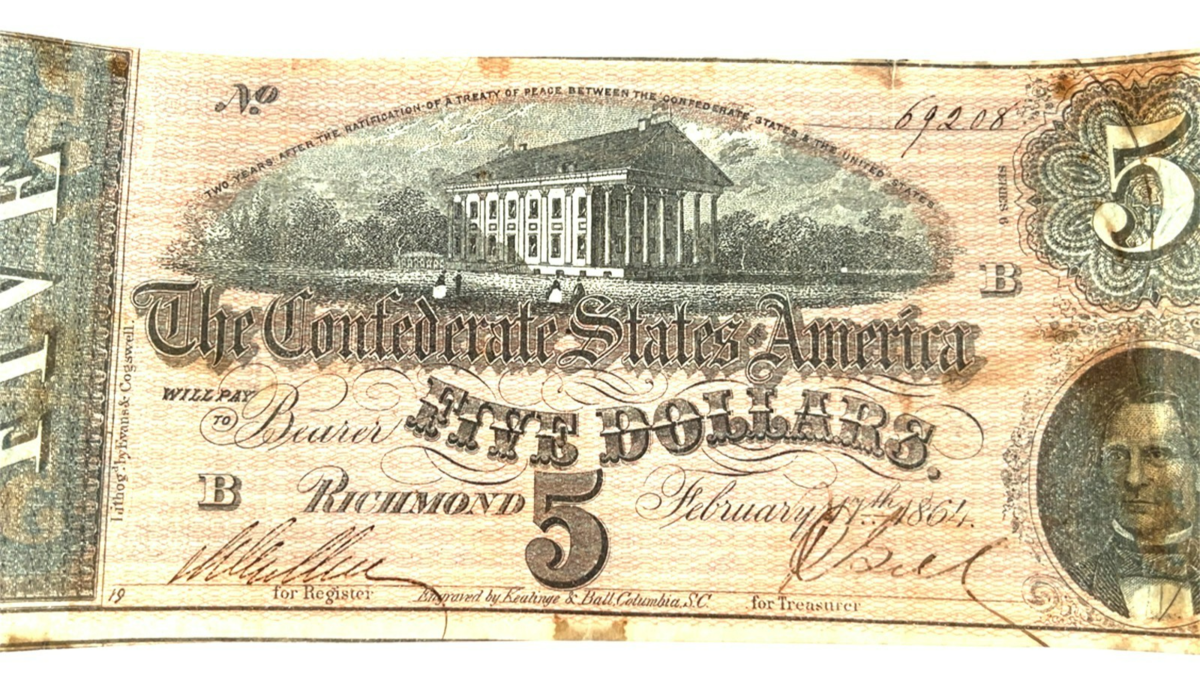 FIVE
No
TWO YEARS AFTER THE RATIFICATION OF A TREATY OF PEACE BETWEEN THE CONFEDERATE STATES & THE UNITED STATES
69208
5
B
The Confederate States of America
WILL PAY
TO Bearer
FIVE DOLLARS.
B
RICHMOND 5 February 17th 1864.
for Register
Engraved by Keatinge & Ball, Columbia, S.C.
for Treasurer
19
Lithog'd by Evans & Cogswell